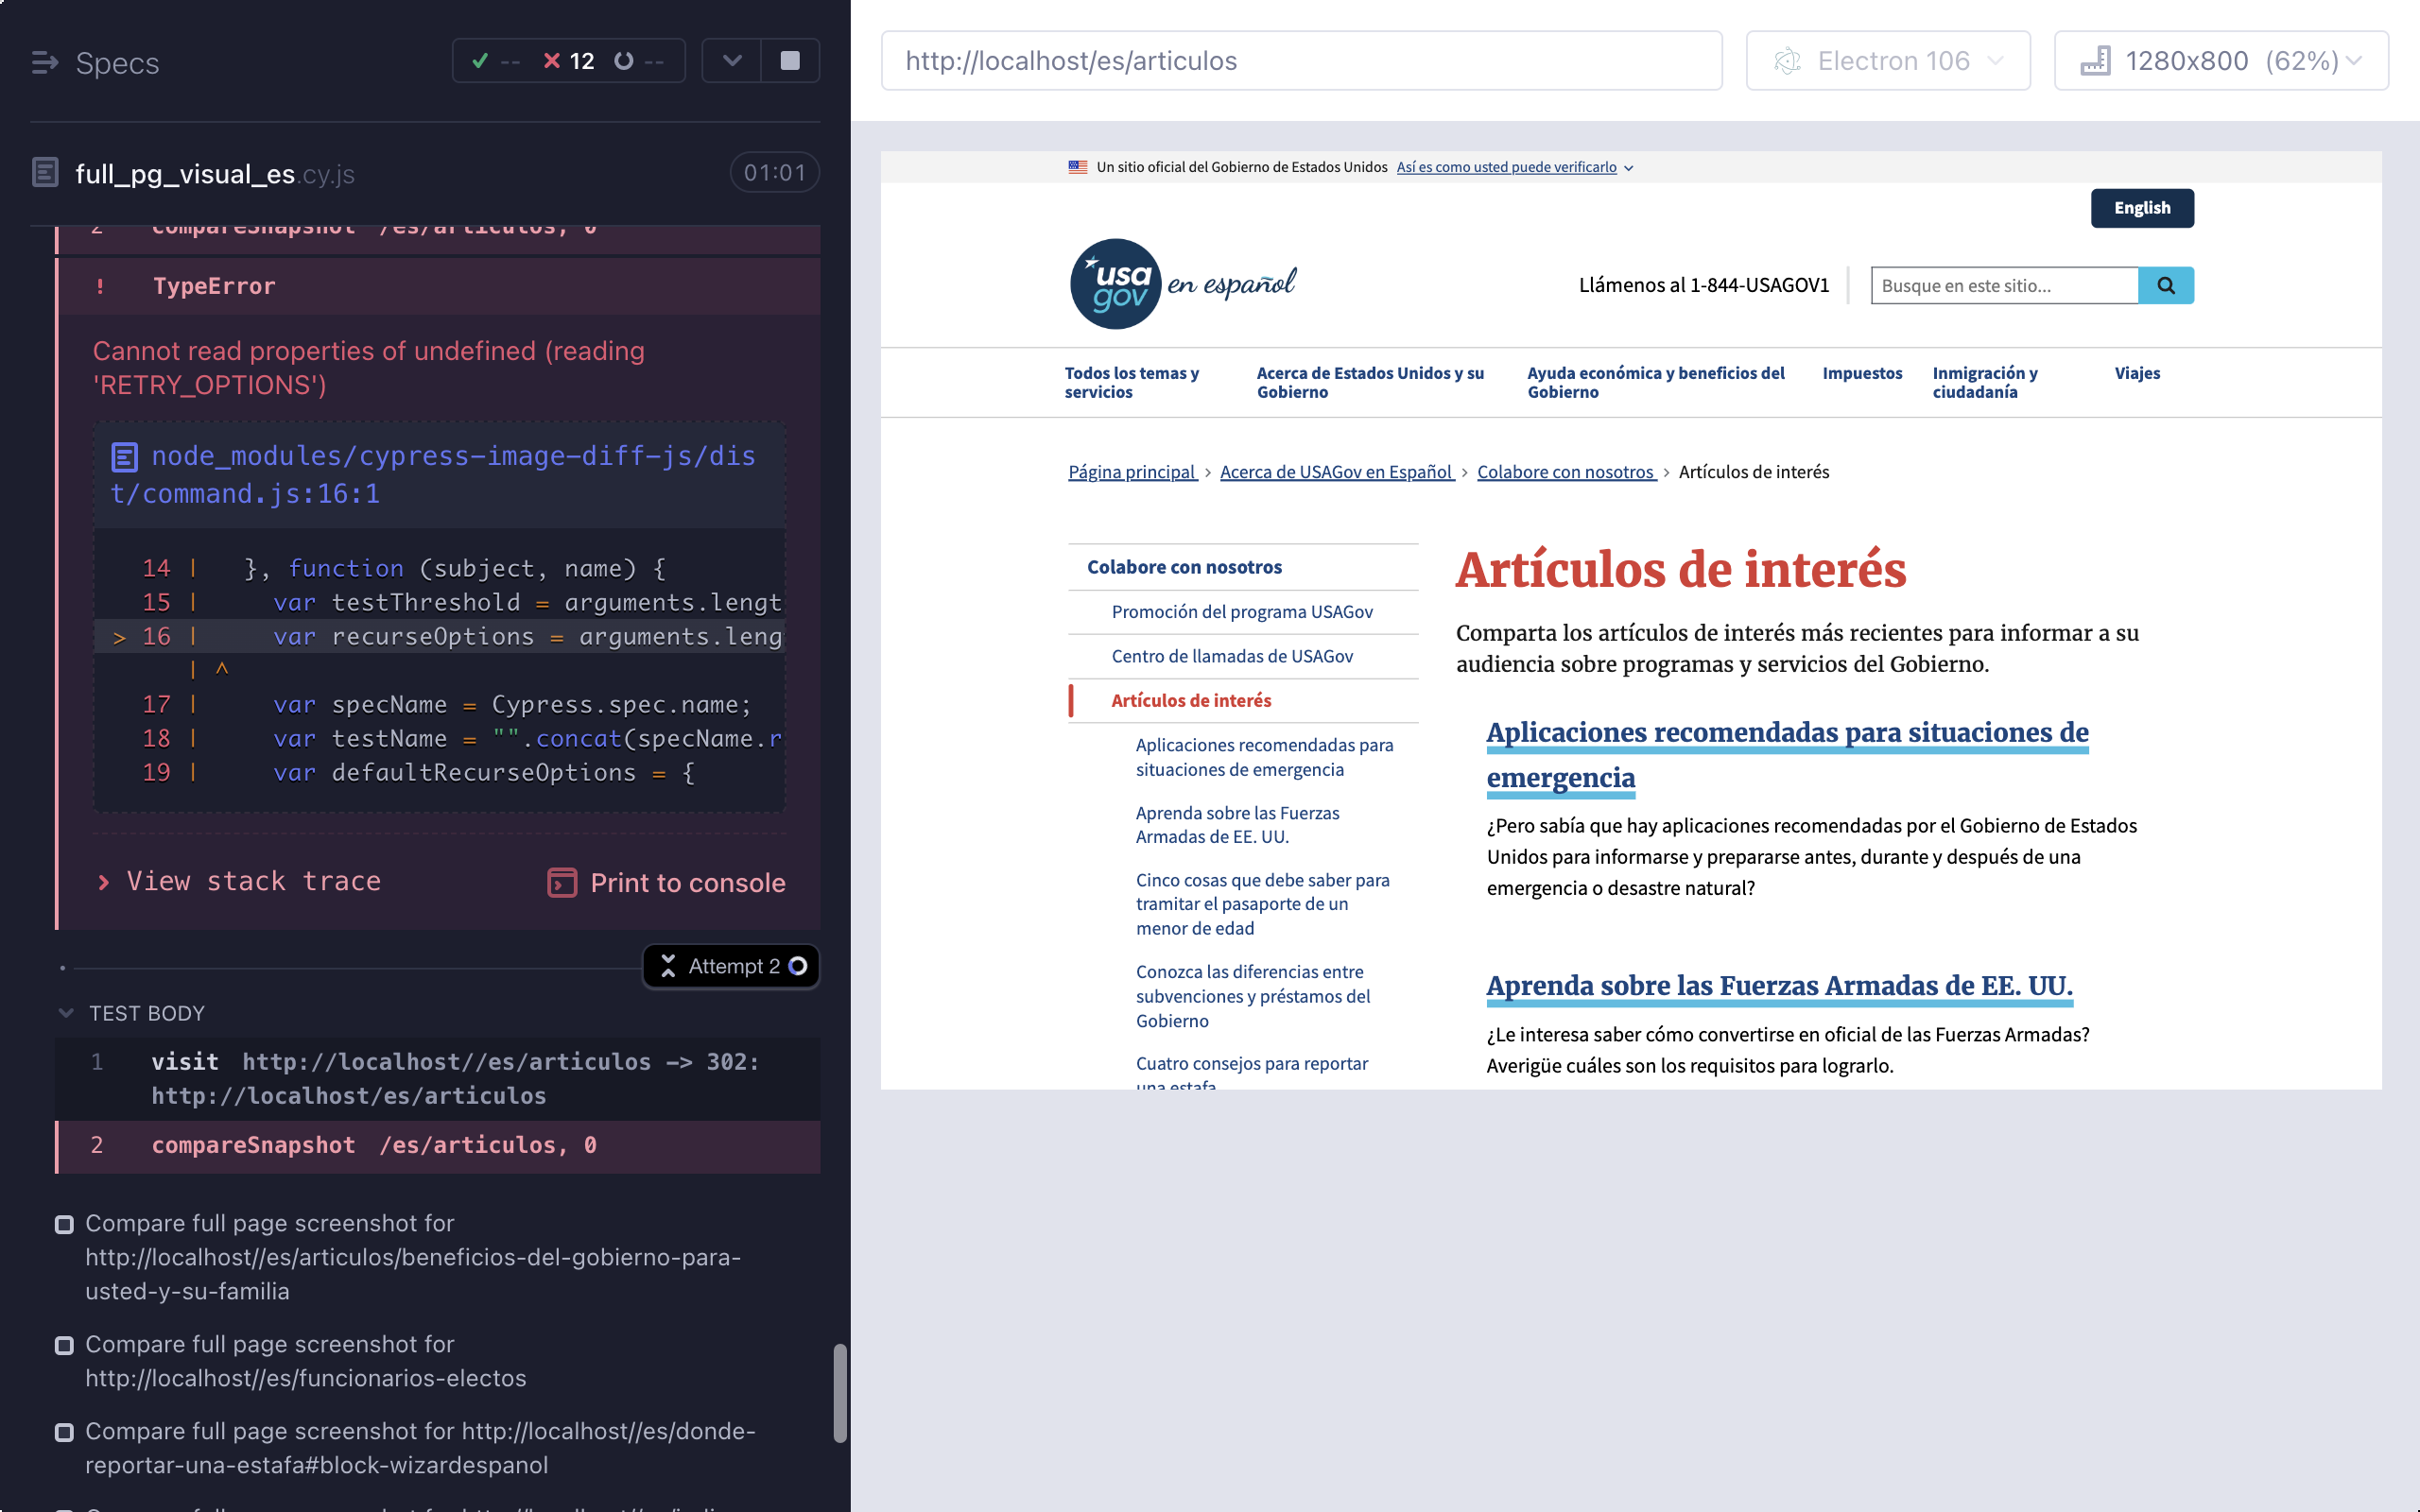 Specs
-- 12 --
full_pg_visual_es.cy.js
01:01
2 compareSnapshot /es/articulos, 0
! TypeError
Cannot read properties of undefined (reading
'RETRY_OPTIONS')
node_modules/cypress-image-diff-js/dis
t/command.js:16:1
14 | }, function (subject, name) {
15 | var testThreshold = arguments.lengt
> 16 | var recurseOptions = arguments.leng
| ^
17 | var specName = Cypress.spec.name;
18 | var testName = "".concat(specName.r
19 | var defaultRecurseOptions = {
View stack trace
Print to console
Attempt 2
TEST BODY
1 visit http://localhost//es/articulos -> 302:
http://localhost/es/articulos
2 compareSnapshot /es/articulos, 0
Compare full page screenshot for
http://localhost//es/articulos/beneficios-del-gobierno-para-
usted-y-su-familia
Compare full page screenshot for
http://localhost//es/funcionarios-electos
Compare full page screenshot for http://localhost//es/donde-
reportar-una-estafa#block-wizardespanol
http://localhost/es/articulos
Electron 106
1280x800 (62%)
Un sitio oficial del Gobierno de Estados Unidos Así es como usted puede verificarlo
English
usa
gov
en español
Llámenos al 1-844-USAGOV1
Busque en este sitio...
Todos los temas y
servicios
Acerca de Estados Unidos y su
Gobierno
Ayuda económica y beneficios del
Gobierno
Impuestos
Inmigración y
ciudadanía
Viajes
Página principal > Acerca de USAGov en Español > Colabore con nosotros > Artículos de interés
Colabore con nosotros
Promoción del programa USAGov
Centro de llamadas de USAGov
Artículos de interés
Aplicaciones recomendadas para
situaciones de emergencia
Aprenda sobre las Fuerzas
Armadas de EE. UU.
Cinco cosas que debe saber para
tramitar el pasaporte de un
menor de edad
Conozca las diferencias entre
subvenciones y préstamos del
Gobierno
Cuatro consejos para reportar
una estafa
Artículos de interés
Comparta los artículos de interés más recientes para informar a su
audiencia sobre programas y servicios del Gobierno.
Aplicaciones recomendadas para situaciones de
emergencia
¿Pero sabía que hay aplicaciones recomendadas por el Gobierno de Estados
Unidos para informarse y prepararse antes, durante y después de una
emergencia o desastre natural?
Aprenda sobre las Fuerzas Armadas de EE. UU.
¿Le interesa saber cómo convertirse en oficial de las Fuerzas Armadas?
Averigüe cuáles son los requisitos para lograrlo.